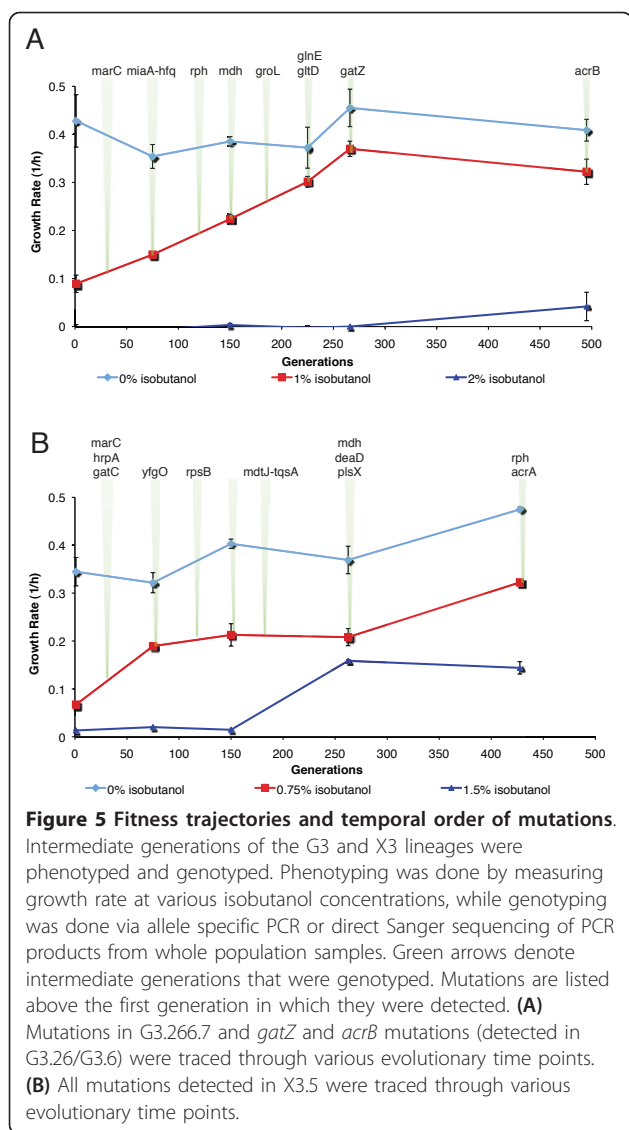 A
glnE
marC miaA-hfq rph mdh groL gltD gatZ acrB
0.5
0.4
0.3
0.2
0.1
0
Growth Rate (1/h)
0 50 100 150 200 250 300 350 400 450 500
Generations
0% isobutanol 1% isobutanol 2% isobutanol
B
marC
hrpA
gatC yfgO rpsB mdtJ-tqsA
mdh
deaD
plsX
rph
acrA
0.5
0.4
0.3
0.2
0.1
0
Growth Rate (1/h)
0 50 100 150 200 250 300 350 400 450 500
Generations
0% isobutanol 0.75% isobutanol 1.5% isobutanol
Figure 5 Fitness trajectories and temporal order of mutations.
Intermediate generations of the G3 and X3 lineages were
phenotyped and genotyped. Phenotyping was done by measuring
growth rate at various isobutanol concentrations, while genotyping
was done via allele specific PCR or direct Sanger sequencing of PCR
products from whole population samples. Green arrows denote
intermediate generations that were genotyped. Mutations are listed
above the first generation in which they were detected. (A)
Mutations in G3.266.7 and gatZ and acrB mutations (detected in
G3.26/G3.6) were traced through various evolutionary time points.
(B) All mutations detected in X3.5 were traced through various
evolutionary time points.